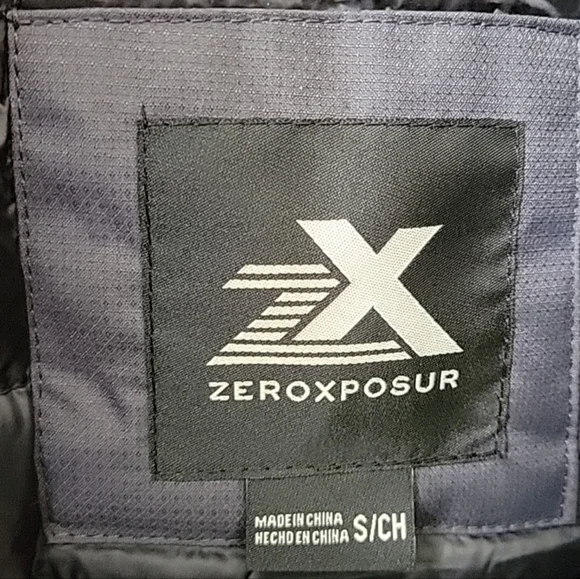 ZX
ZEROXPOSUR
MADE IN CHINA
HECHO EN CHINA S/CH